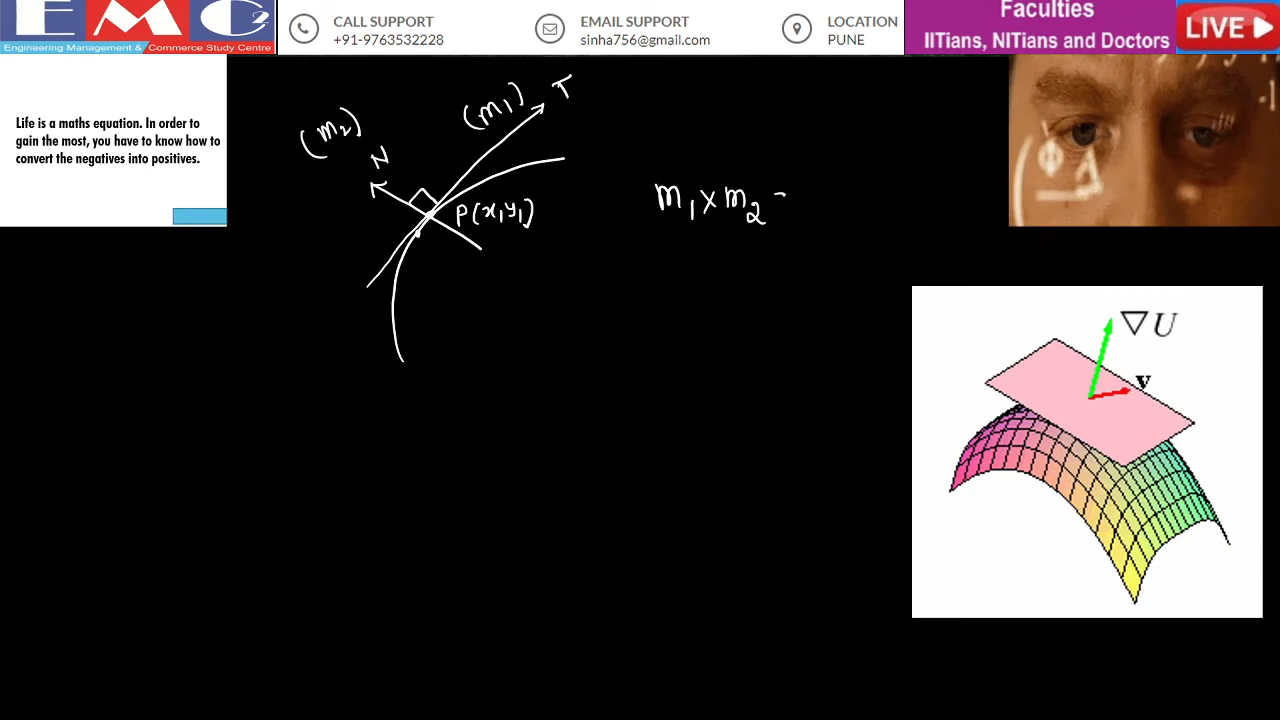 EMC
Engineering Management & Commerce Study Centre
CALL SUPPORT
+91-9763532228
EMAIL SUPPORT
sinha756@gmail.com
LOCATION
PUNE
Faculties
IITians, NITians and Doctors
LIVE
Life is a maths equation. In order to
gain the most, you have to know how to
convert the negatives into positives.
(m2)
N
(m1)
T
P(x1y1)
m1 x m2 -
Φ Δ
∇U
v